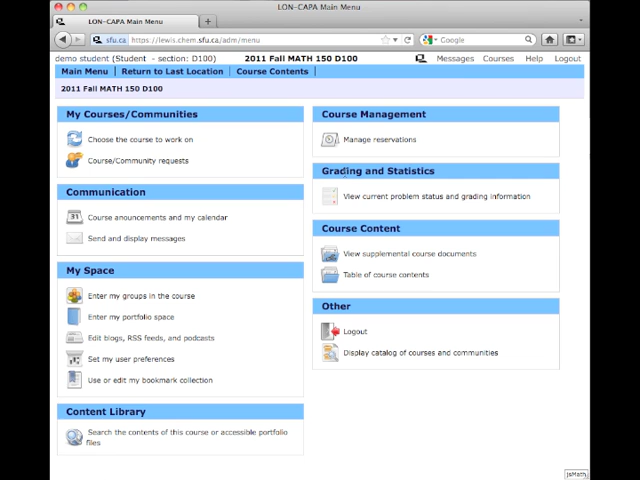 LON-CAPA Main Menu
LON-CAPA Main Menu
+
sfu.ca https://lewis.chem.sfu.ca/adm/menu
Google
demo student (Student - section: D100) 2011 Fall MATH 150 D100 Messages Courses Help Logout
Main Menu Return to Last Location Course Contents
2011 Fall MATH 150 D100
My Courses/Communities
Choose the course to work on
Course/Community requests
Communication
31 Course anouncements and my calendar
Send and display messages
My Space
Enter my groups in the course
Enter my portfolio space
Edit blogs, RSS feeds, and podcasts
Set my user preferences
Use or edit my bookmark collection
Content Library
Search the contents of this course or accessible portfolio
files
Course Management
Manage reservations
Grading and Statistics
View current problem status and grading information
Course Content
View supplemental course documents
Table of course contents
Other
Logout
Display catalog of courses and communities
jsMath